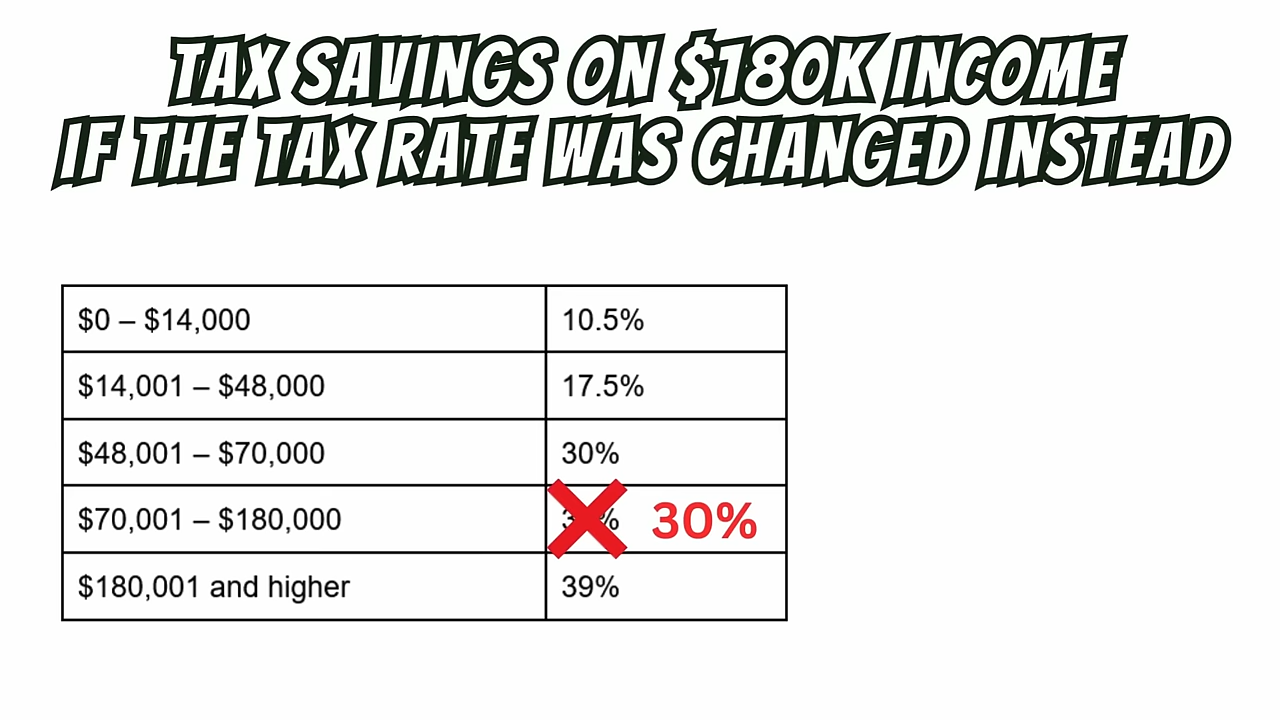 TAX SAVINGS ON $180K INCOME
IF THE TAX RATE WAS CHANGED INSTEAD
$0 – $14,000 10.5%
$14,001 – $48,000 17.5%
$48,001 – $70,000 30%
$70,001 – $180,000 30%
$180,001 and higher 39%